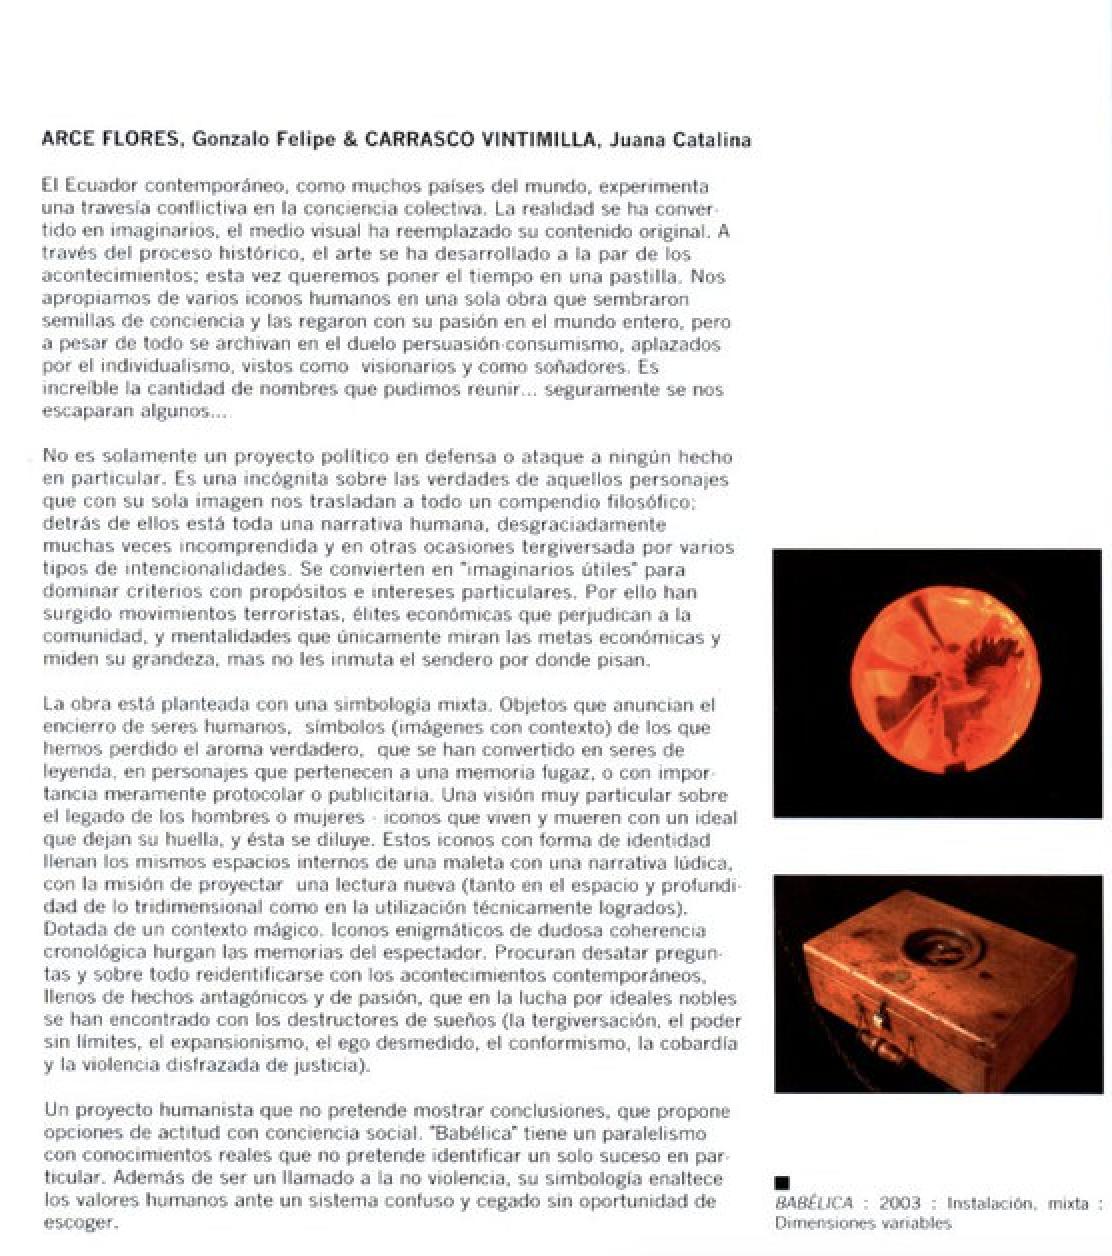 ARCE FLORES, Gonzalo Felipe & CARRASCO VINTIMILLA, Juana Catalina
El Ecuador contemporáneo, como muchos países del mundo, experimenta
una travesía conflictiva en la conciencia colectiva. La realidad se ha conver-
tido en imaginarios, el medio visual ha reemplazado su contenido original. A
través del proceso histórico, el arte se ha desarrollado a la par de los
acontecimientos; esta vez queremos poner el tiempo en una pastilla. Nos
apropiamos de varios iconos humanos en una sola obra que sembraron
semillas de conciencia y las regaron con su pasión en el mundo entero, pero
a pesar de todo se archivan en el duelo persuasión-consumismo, aplazados
por el individualismo, vistos como visionarios y como soñadores. Es
increíble la cantidad de nombres que pudimos reunir... seguramente se nos
escaparan algunos...
No es solamente un proyecto político en defensa o ataque a ningún hecho
en particular. Es una incógnita sobre las verdades de aquellos personajes
que con su sola imagen nos trasladan a todo un compendio filosófico;
detrás de ellos está toda una narrativa humana, desgraciadamente
muchas veces incomprendida y en otras ocasiones tergiversada por varios
tipos de intencionalidades. Se convierten en "imaginarios útiles" para
dominar criterios con propósitos e intereses particulares. Por ello han
surgido movimientos terroristas, élites económicas que perjudican a la
comunidad, y mentalidades que únicamente miran las metas económicas y
miden su grandeza, mas no les inmuta el sendero por donde pisan.
La obra está planteada con una simbología mixta. Objetos que anuncian el
encierro de seres humanos, símbolos (imágenes con contexto) de los que
hemos perdido el aroma verdadero, que se han convertido en seres de
leyenda, en personajes que pertenecen a una memoria fugaz, o con impor-
tancia meramente protocolar o publicitaria. Una visión muy particular sobre
el legado de los hombres o mujeres - iconos que viven y mueren con un ideal
que dejan su huella, y ésta se diluye. Estos iconos con forma de identidad
llenan los mismos espacios internos de una maleta con una narrativa lúdica,
con la misión de proyectar una lectura nueva (tanto en el espacio y profundi-
dad de lo tridimensional como en la utilización técnicamente logrados).
Dotada de un contexto mágico. Iconos enigmáticos de dudosa coherencia
cronológica hurgan las memorias del espectador. Procuran desatar pregun-
tas y sobre todo reidentificarse con los acontecimientos contemporáneos,
llenos de hechos antagónicos y de pasión, que en la lucha por ideales nobles
se han encontrado con los destructores de sueños (la tergiversación, el poder
sin límites, el expansionismo, el ego desmedido, el conformismo, la cobardía
y la violencia disfrazada de justicia).
Un proyecto humanista que no pretende mostrar conclusiones, que propone
opciones de actitud con conciencia social. "Babélica" tiene un paralelismo
con conocimientos reales que no pretende identificar un solo suceso en par-
ticular. Además de ser un llamado a la no violencia, su simbología enaltece
los valores humanos ante un sistema confuso y cegado sin oportunidad de
escoger.
BABÉLICA : 2003 : Instalación, mixta :
Dimensiones variables